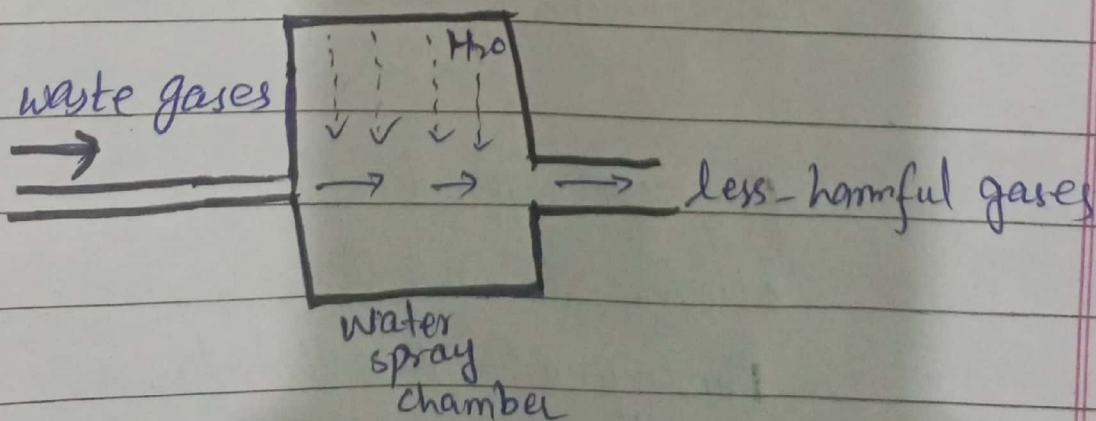 H2O
waste gases
less-harmful gases
water
spray
chamber